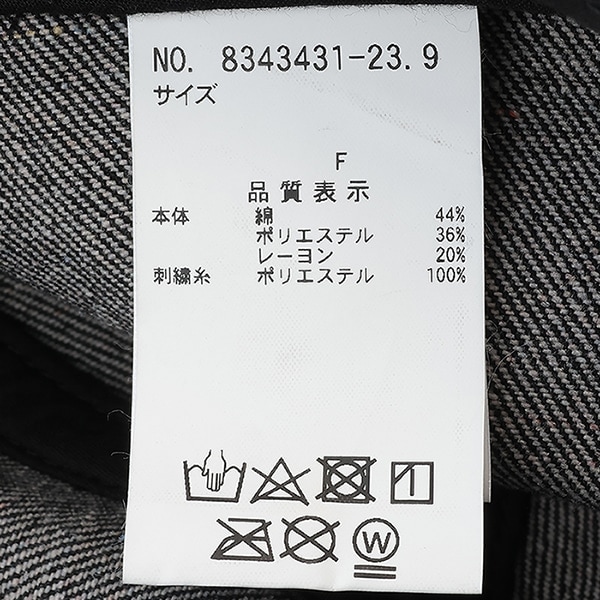 NO. 8343431-23.9
サイズ
F
品質表示
本体 綿 44%
ポリエステル 36%
レーヨン 20%
刺繍糸 ポリエステル 100%
W